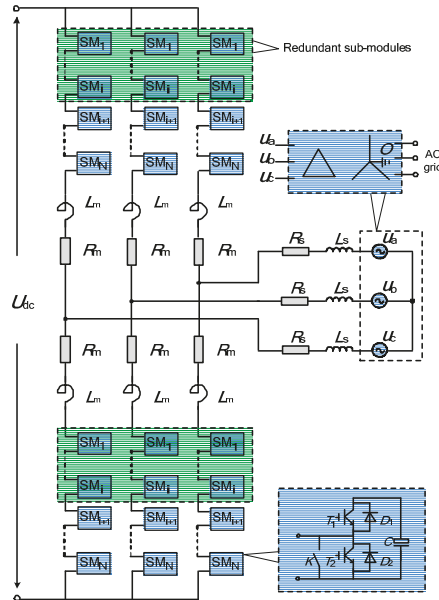 SM1 SM1 SM1
Redundant sub-modules
SMi SMi SMi
SMi+1 SMi+1 SMi+1
ua
ub
uc
O
AC
grid
SMN SMN SMN
Lm Lm Lm
Rm Rm Rm
Rs Ls ua
Udc
Rs Ls ub
Rs Ls uc
Rm Rm Rm
Lm Lm Lm
SM1 SM1 SM1
SMi SMi SMi
SMi+1 SMi+1 SMi+1
T1 D1
C
K T2 D2
SMN SMN SMN